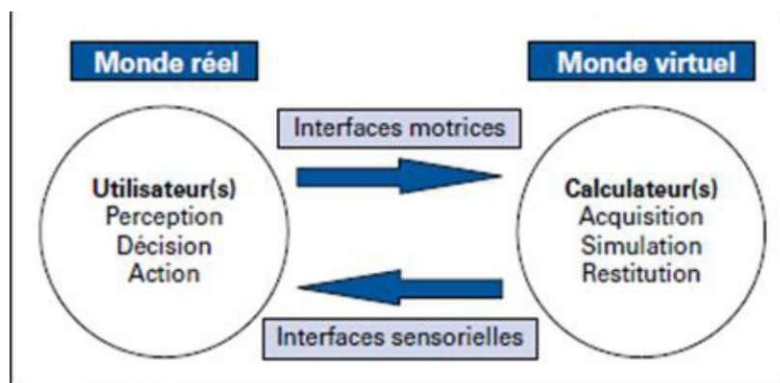 Monde réel
Monde virtuel
Interfaces motrices
Utilisateur(s)
Perception
Décision
Action
Calculateur(s)
Acquisition
Simulation
Restitution
Interfaces sensorielles